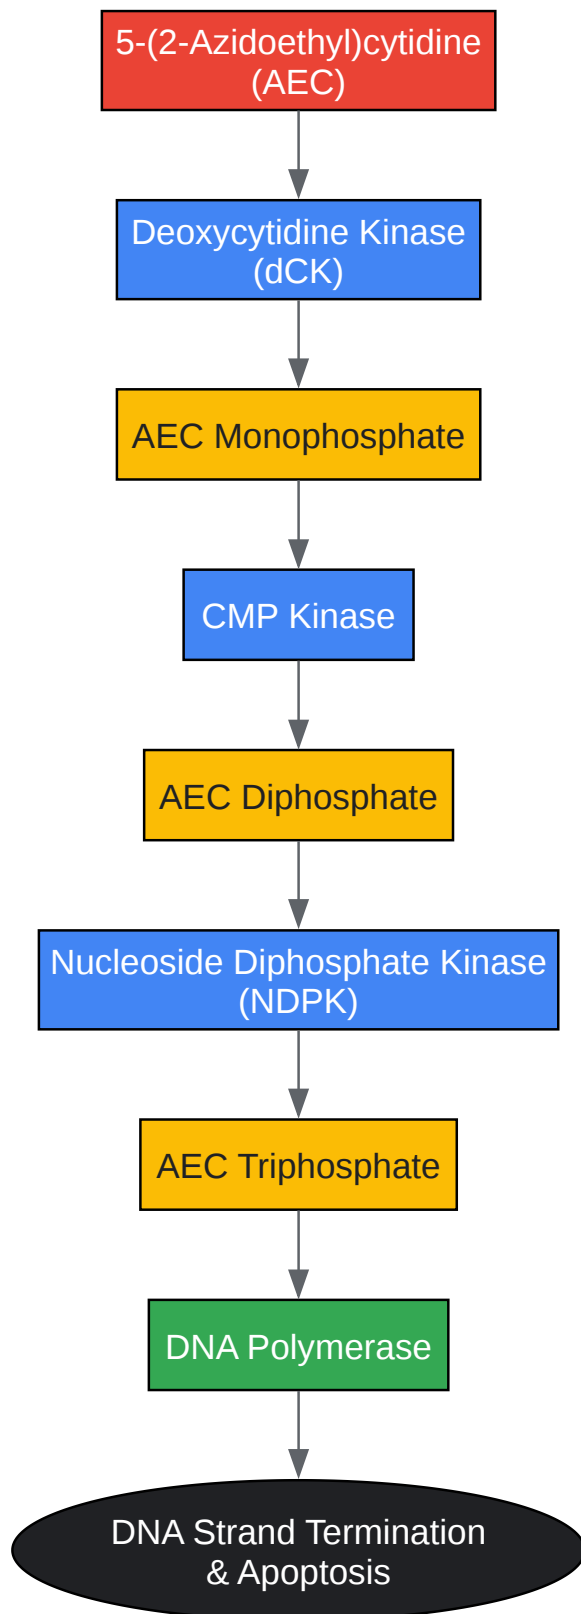 5-(2-Azidoethyl)cytidine
(AEC)
Deoxycytidine Kinase
(dCK)
AEC Monophosphate
CMP Kinase
AEC Diphosphate
Nucleoside Diphosphate Kinase
(NDPK)
AEC Triphosphate
DNA Polymerase
DNA Strand Termination
& Apoptosis